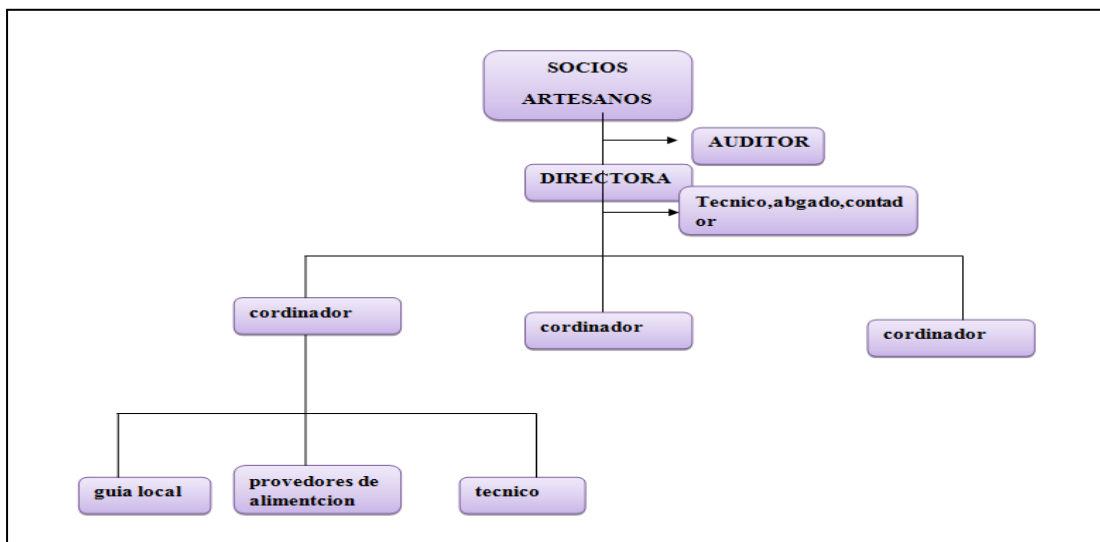 SOCIOS
ARTESANOS
AUDITOR
DIRECTORA
Tecnico,abgado,contad
or
cordinador
cordinador
cordinador
guia local
provedores de
alimentcion
tecnico